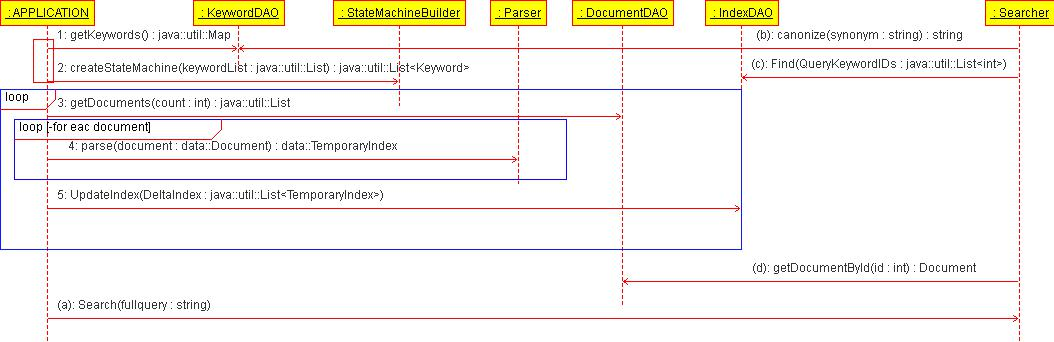 : APPLICATION
: KeywordDAO
: StateMachineBuilder
: Parser
: DocumentDAO
: IndexDAO
: Searcher
1: getKeywords() : java::util::Map
(b): canonize(synonym : string) : string
2: createStateMachine(keywordList : java::util::List) : java::util::List<Keyword>
(c): Find(QueryKeywordIDs : java::util::List<int>)
loop
3: getDocuments(count : int) : java::util::List
loop [-for eac document]
4: parse(document : data::Document) : data::TemporaryIndex
5: UpdateIndex(DeltaIndex : java::util::List<TemporaryIndex>)
(d): getDocumentById(id : int) : Document
(a): Search(fullquery : string)